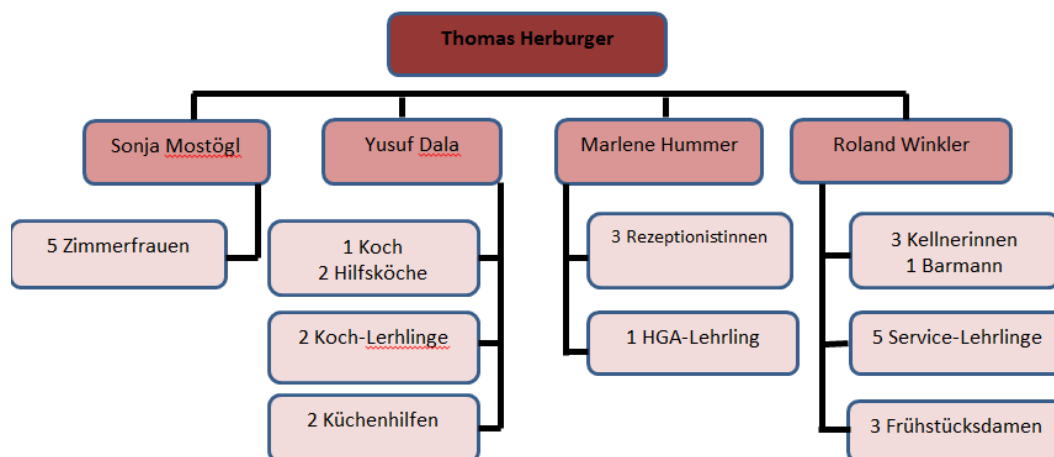 Thomas Herburger
Sonja Mostögl
Yusuf Dala
Marlene Hummer
Roland Winkler
5 Zimmerfrauen
1 Koch
2 Hilfsköche
3 Rezeptionistinnen
3 Kellnerinnen
1 Barmann
2 Koch-Lerhlinge
1 HGA-Lehrling
5 Service-Lehrlinge
2 Küchenhilfen
3 Frühstücksdamen